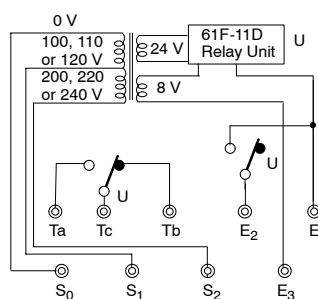 0 V
100, 110
or 120 V
200, 220
or 240 V
24 V
8 V
61F-11D
Relay Unit
U
U
U
Ta
Tc
Tb
E2
E
S0
S1
S2
E3